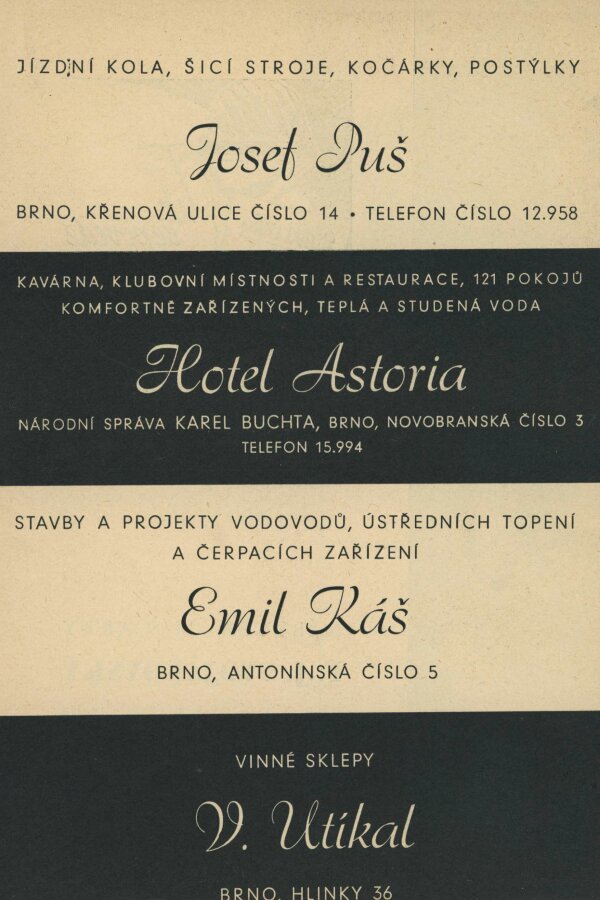 JÍZDNÍ KOLA, ŠICÍ STROJE, KOČÁRKY, POSTÝLKY
Josef Puš
BRNO, KŘENOVÁ ULICE ČÍSLO 14 • TELEFON ČÍSLO 12.958
KAVÁRNA, KLUBOVNÍ MÍSTNOSTI A RESTAURACE, 121 POKOJŮ
KOMFORTNĚ ZAŘÍZENÝCH, TEPLÁ A STUDENÁ VODA
Hotel Astoria
NÁRODNÍ SPRÁVA KAREL BUCHTA, BRNO, NOVOBRANSKÁ ČÍSLO 3
TELEFON 15.994
STAVBY A PROJEKTY VODOVODŮ, ÚSTŘEDNÍCH TOPENÍ
A ČERPACÍCH ZAŘÍZENÍ
Emil Káš
BRNO, ANTONÍNSKÁ ČÍSLO 5
VINNÉ SKLEPY
V. Utíkal
BRNO, HLINKY 36